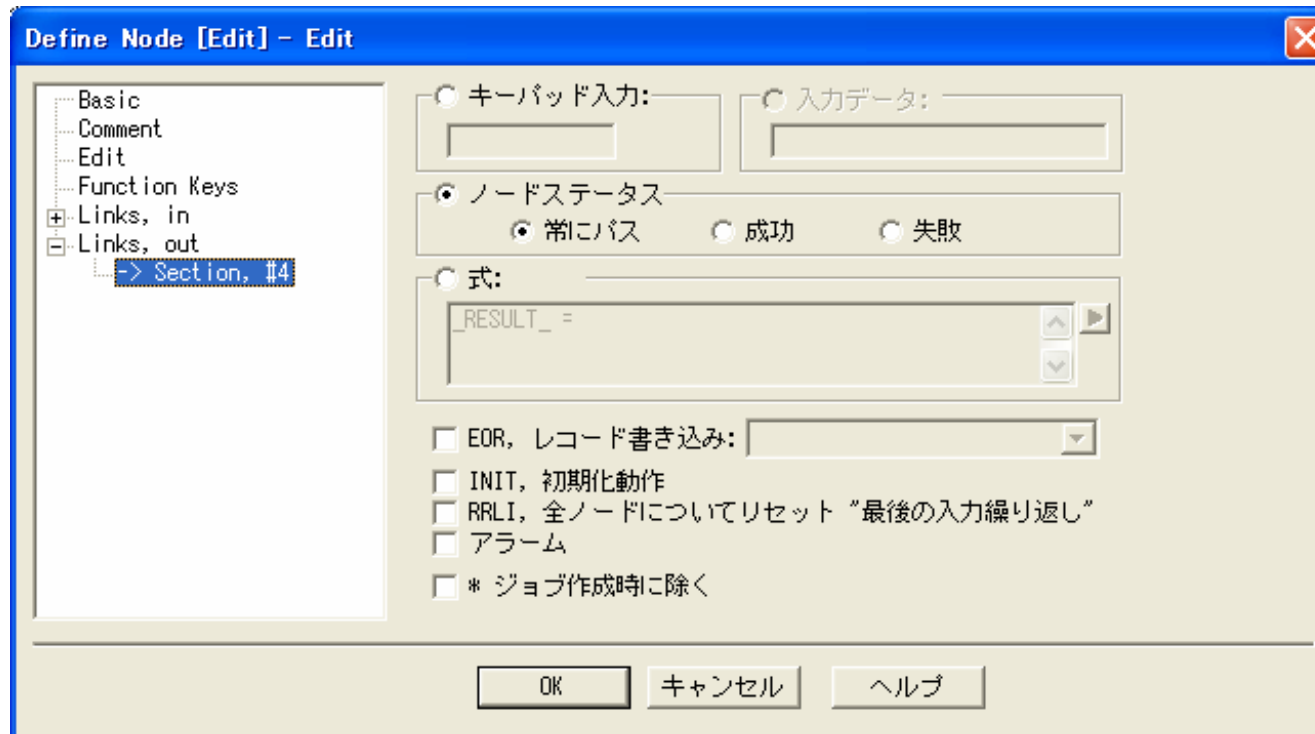 Define Node [Edit] - Edit
Basic
Comment
Edit
Function Keys
Links, in
Links, out
-> Section, #4
キーパッド入力:
入力データ:
ノードステータス
常にパス 成功 失敗
式:
_RESULT_ =
EOR, レコード書き込み:
INIT, 初期化動作
RRLI, 全ノードについてリセット "最後の入力繰り返し"
アラーム
* ジョブ作成時に除く
OK キャンセル ヘルプ